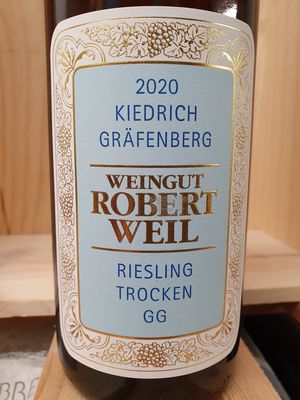 2020
KIEDRICH
GRÄFENBERG
WEINGUT
ROBERT
WEIL
RIESLING
TROCKEN
GG